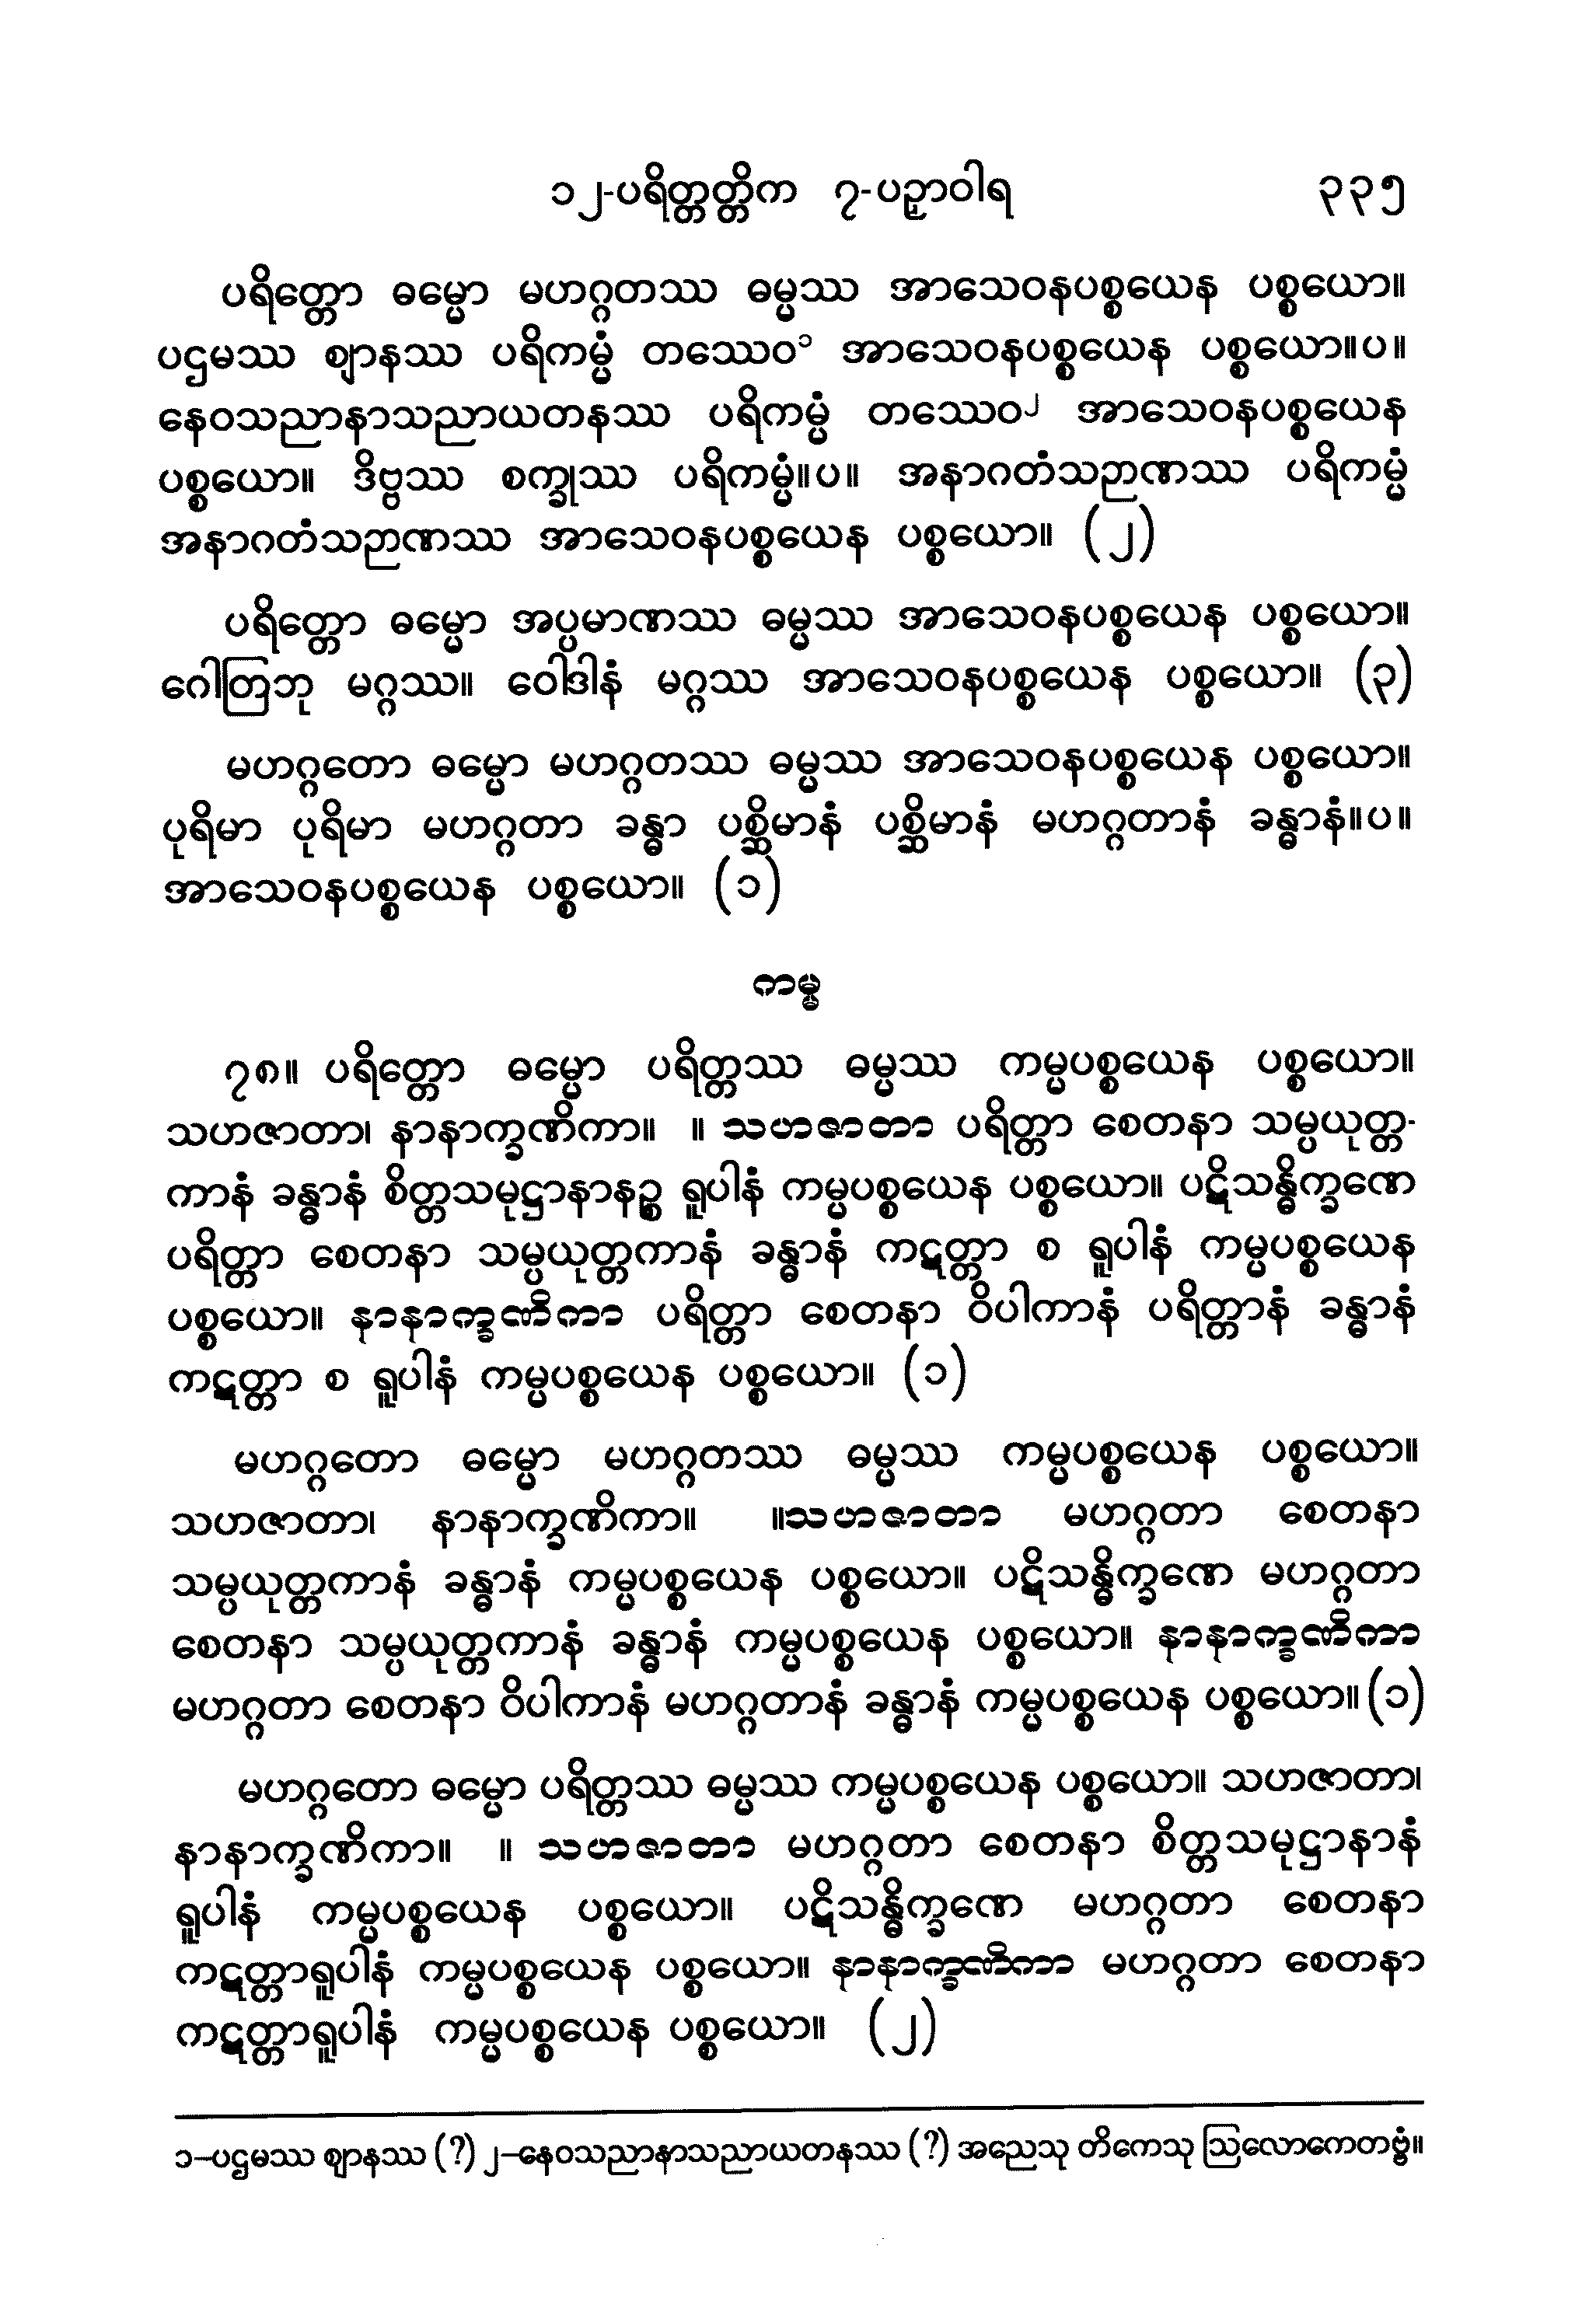 ၁၂-ပရိတ္တတ္တိက ၇-ပဉှာဝါရ ၃၃၅
ပရိတ္တော ဓမ္မော မဟဂ္ဂတဿ ဓမ္မဿ အာသေဝနပစ္စယေန ပစ္စယော။
ပဌမဿ ဈာနဿ ပရိကမ္မံ တဿေဝ၁ အာသေဝနပစ္စယေန ပစ္စယော။ပ။
နေဝသညာနာသညာယတနဿ ပရိကမ္မံ တဿေဝ၂ အာသေဝနပစ္စယေန
ပစ္စယော။ ဒိဗ္ဗဿ စက္ခုဿ ပရိကမ္မံ။ပ။ အနာဂတံသဉာဏဿ ပရိကမ္မံ
အနာဂတံသဉာဏဿ အာသေဝနပစ္စယေန ပစ္စယော။ (၂)
ပရိတ္တော ဓမ္မော အပ္ပမာဏဿ ဓမ္မဿ အာသေဝနပစ္စယေန ပစ္စယော။
ဂေါတြဘု မဂ္ဂဿ။ ဝေါဒါနံ မဂ္ဂဿ အာသေဝနပစ္စယေန ပစ္စယော။ (၃)
မဟဂ္ဂတော ဓမ္မော မဟဂ္ဂတဿ ဓမ္မဿ အာသေဝနပစ္စယေန ပစ္စယော။
ပုရိမာ ပုရိမာ မဟဂ္ဂတာ ခန္ဓာ ပစ္ဆိမာနံ ပစ္ဆိမာနံ မဟဂ္ဂတာနံ ခန္ဓာနံ။ပ။
အာသေဝနပစ္စယေန ပစ္စယော။ (၁)
ကမ္မ
၇၈။ ပရိတ္တော ဓမ္မော ပရိတ္တဿ ဓမ္မဿ ကမ္မပစ္စယေန ပစ္စယော။
သဟဇာတာ၊ နာနာက္ခဏိကာ။ ။ သဟဇာတာ ပရိတ္တာ စေတနာ သမ္ပယုတ္တ-
ကာနံ ခန္ဓာနံ စိတ္တသမုဋ္ဌာနာနဉ္စ ရူပါနံ ကမ္မပစ္စယေန ပစ္စယော။ ပဋိသန္ဓိက္ခဏေ
ပရိတ္တာ စေတနာ သမ္ပယုတ္တကာနံ ခန္ဓာနံ ကဋတ္တာ စ ရူပါနံ ကမ္မပစ္စယေန
ပစ္စယော။ နာနာက္ခဏိကာ ပရိတ္တာ စေတနာ ဝိပါကာနံ ပရိတ္တာနံ ခန္ဓာနံ
ကဋတ္တာ စ ရူပါနံ ကမ္မပစ္စယေန ပစ္စယော။ (၁)
မဟဂ္ဂတော ဓမ္မော မဟဂ္ဂတဿ ဓမ္မဿ ကမ္မပစ္စယေန ပစ္စယော။
သဟဇာတာ၊ နာနာက္ခဏိကာ။ ။သဟဇာတာ မဟဂ္ဂတာ စေတနာ
သမ္ပယုတ္တကာနံ ခန္ဓာနံ ကမ္မပစ္စယေန ပစ္စယော။ ပဋိသန္ဓိက္ခဏေ မဟဂ္ဂတာ
စေတနာ သမ္ပယုတ္တကာနံ ခန္ဓာနံ ကမ္မပစ္စယေန ပစ္စယော။ နာနာက္ခဏိကာ
မဟဂ္ဂတာ စေတနာ ဝိပါကာနံ မဟဂ္ဂတာနံ ခန္ဓာနံ ကမ္မပစ္စယေန ပစ္စယော။(၁)
မဟဂ္ဂတော ဓမ္မော ပရိတ္တဿ ဓမ္မဿ ကမ္မပစ္စယေန ပစ္စယော။ သဟဇာတာ၊
နာနာက္ခဏိကာ။ ။ သဟဇာတာ မဟဂ္ဂတာ စေတနာ စိတ္တသမုဋ္ဌာနာနံ
ရူပါနံ ကမ္မပစ္စယေန ပစ္စယော။ ပဋိသန္ဓိက္ခဏေ မဟဂ္ဂတာ စေတနာ
ကဋတ္တာရူပါနံ ကမ္မပစ္စယေန ပစ္စယော။ နာနာက္ခဏိကာ မဟဂ္ဂတာ စေတနာ
ကဋတ္တာရူပါနံ ကမ္မပစ္စယေန ပစ္စယော။ (၂)
၁–ပဌမဿ ဈာနဿ (?) ၂–နေဝသညာနာသညာယတနဿ (?) အညေသု တိကေသု ဩလောကေတဗ္ဗံ။